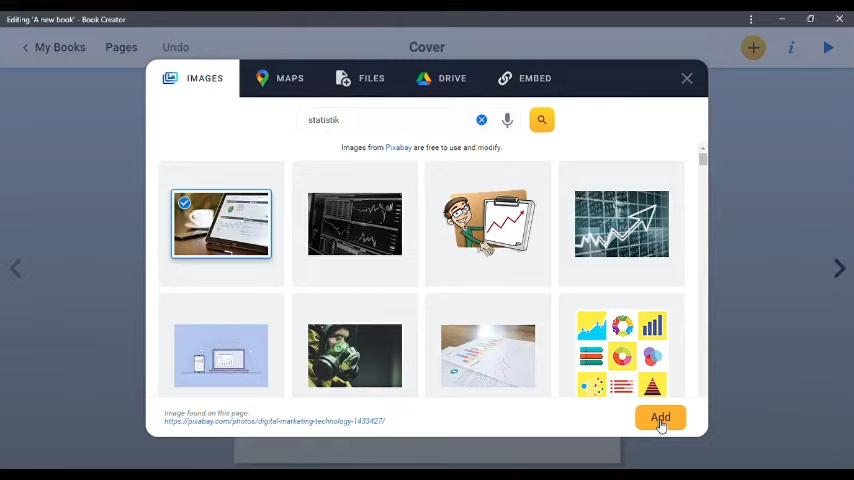 Editing 'A new book' - Book Creator
My Books Pages Undo Cover
IMAGES MAPS FILES DRIVE EMBED
statistik
Images from Pixabay are free to use and modify.
Image found on this page:
https://pixabay.com/photos/digital-marketing-technology-1433427/
Add